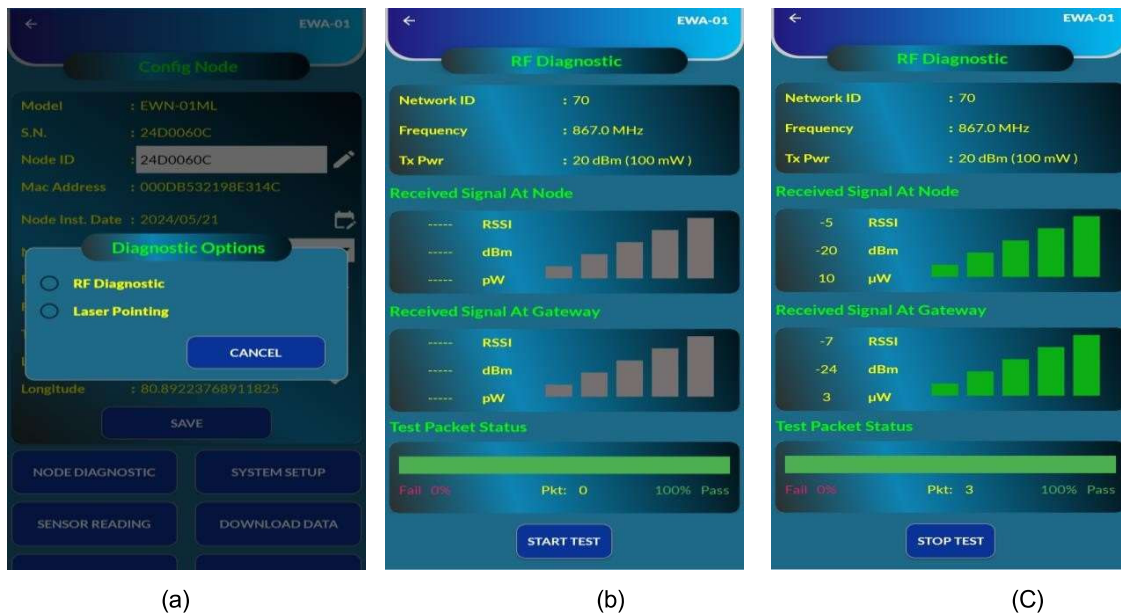 EWA-01
Config Node
Model : EWN-01ML
S.N. : 24D0060C
Node ID : 24D0060C
Mac Address : 000DB532198E314C
Node Inst. Date : 2024/05/21
Diagnostic Options
RF Diagnostic
Laser Pointing
CANCEL
Longitude : 80.89223768911825
SAVE
NODE DIAGNOSTIC SYSTEM SETUP
SENSOR READING DOWNLOAD DATA
(a)
EWA-01
RF Diagnostic
Network ID : 70
Frequency : 867.0 MHz
Tx Pwr : 20 dBm (100 mW )
Received Signal At Node
----- RSSI
----- dBm
----- pW
Received Signal At Gateway
----- RSSI
----- dBm
----- pW
Test Packet Status
Fail 0% Pkt: 0 100% Pass
START TEST
(b)
EWA-01
RF Diagnostic
Network ID : 70
Frequency : 867.0 MHz
Tx Pwr : 20 dBm (100 mW )
Received Signal At Node
-5 RSSI
-20 dBm
10 µW
Received Signal At Gateway
-7 RSSI
-24 dBm
3 µW
Test Packet Status
Fail 0% Pkt: 3 100% Pass
STOP TEST
(C)